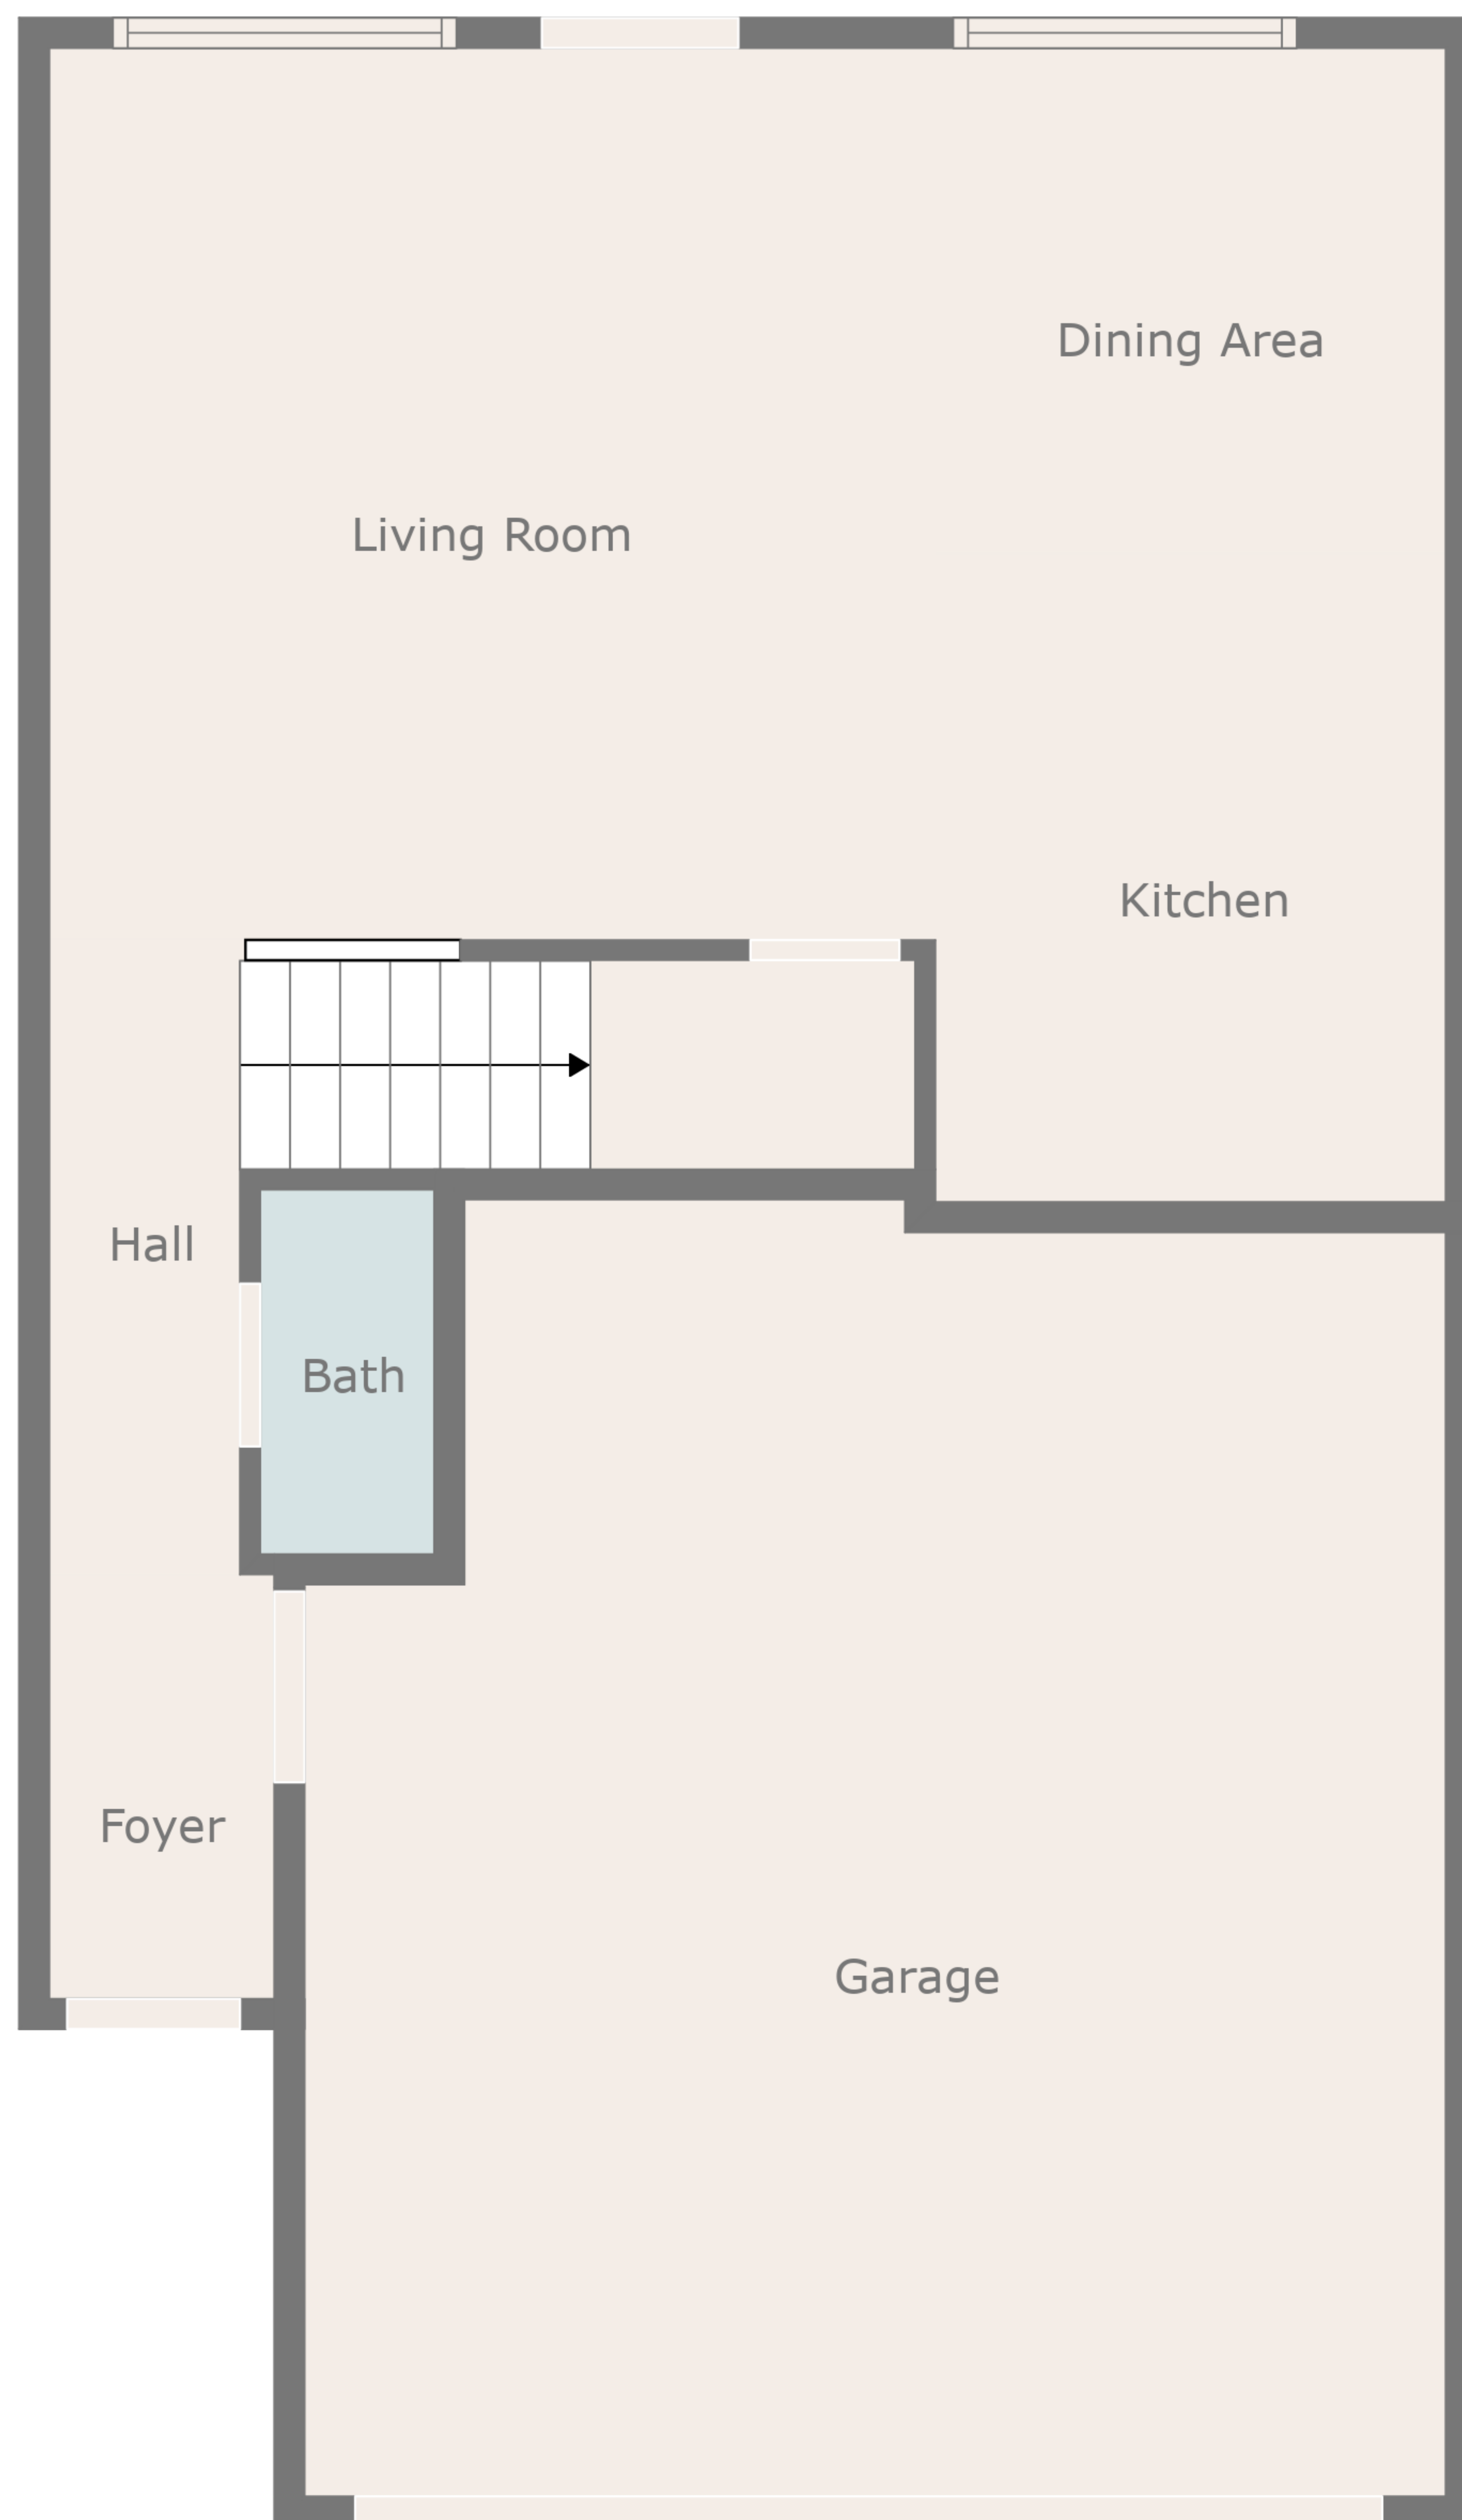 Dining Area
Living Room
Kitchen
Hall
Bath
Foyer
Garage